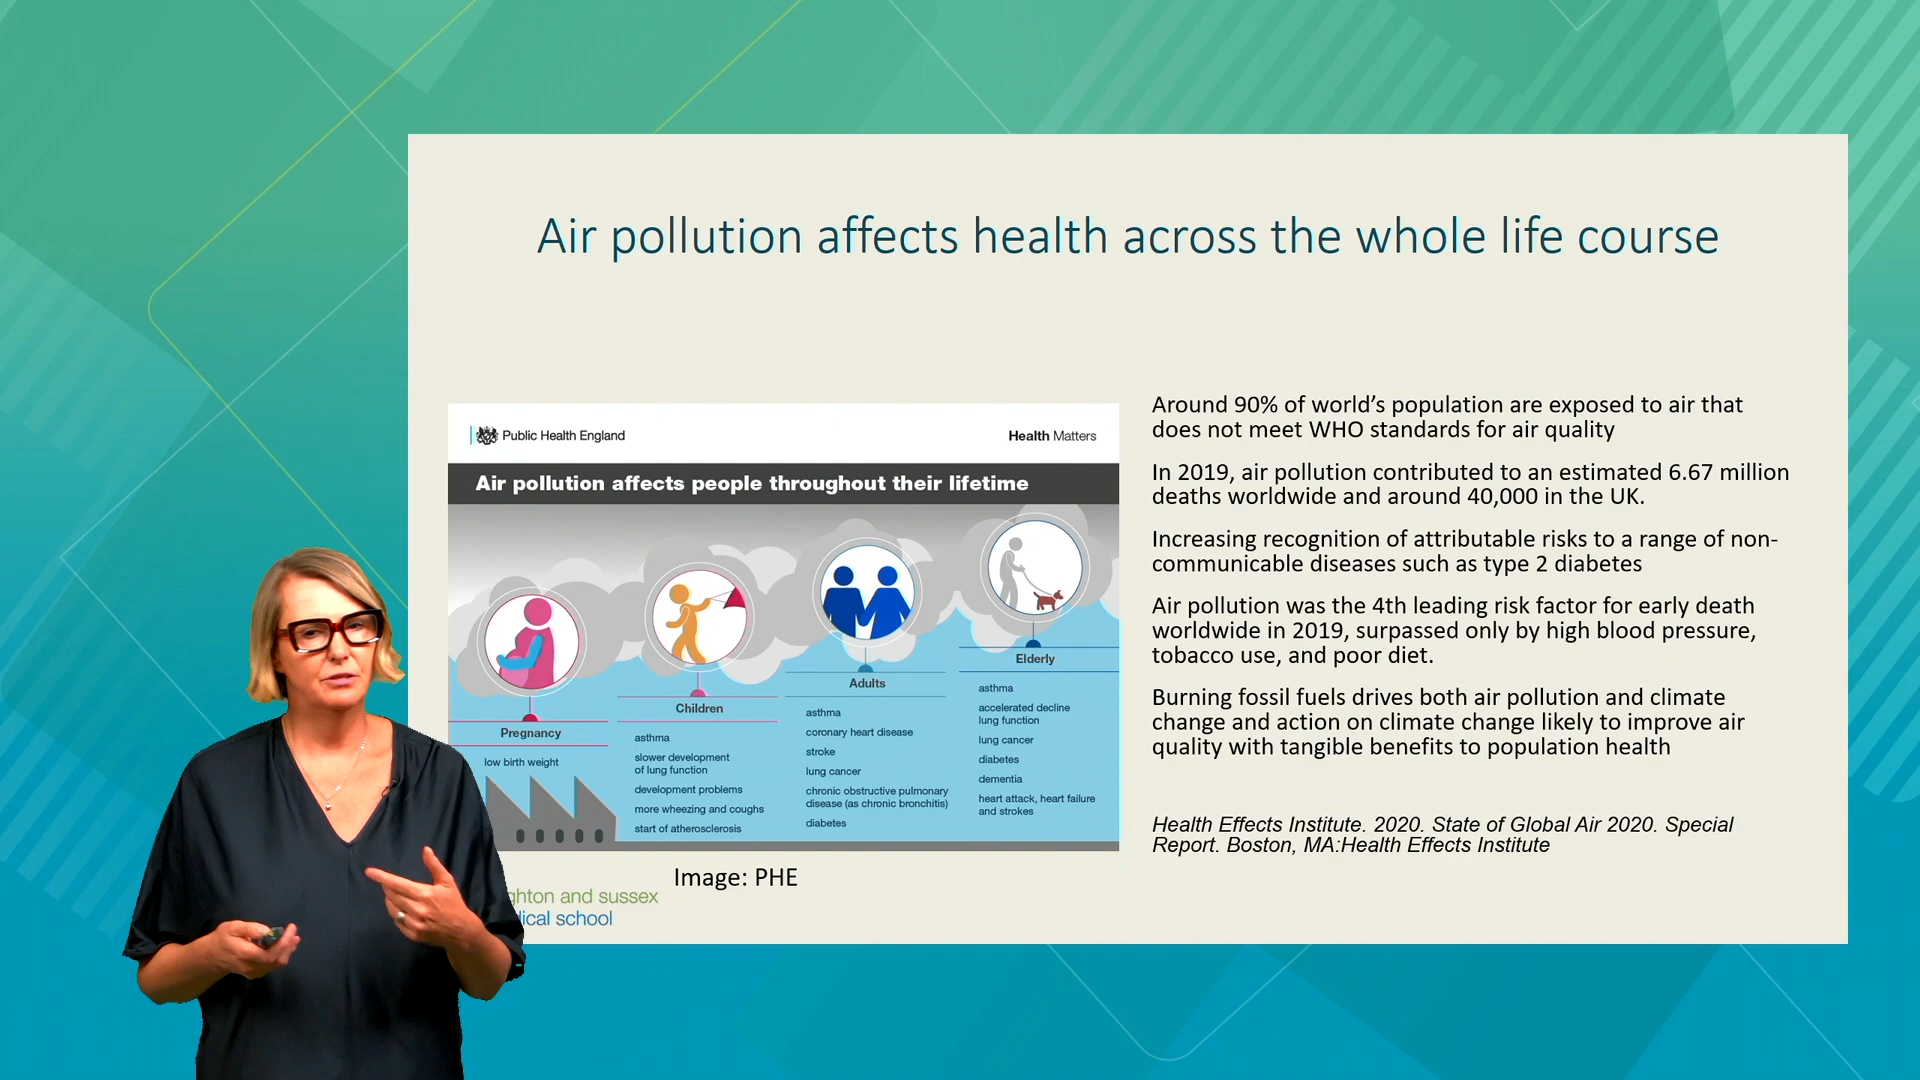 Air pollution affects health across the whole life course
Public Health England
Health Matters
Air pollution affects people throughout their lifetime
Pregnancy
low birth weight
Children
asthma
slower development
of lung function
development problems
more wheezing and coughs
start of atherosclerosis
Adults
asthma
coronary heart disease
stroke
lung cancer
chronic obstructive pulmonary
disease (as chronic bronchitis)
diabetes
Elderly
asthma
accelerated decline
lung function
lung cancer
diabetes
dementia
heart attack, heart failure
and strokes
Image: PHE
ghton and sussex
ical school
Around 90% of world’s population are exposed to air that
does not meet WHO standards for air quality
In 2019, air pollution contributed to an estimated 6.67 million
deaths worldwide and around 40,000 in the UK.
Increasing recognition of attributable risks to a range of non-
communicable diseases such as type 2 diabetes
Air pollution was the 4th leading risk factor for early death
worldwide in 2019, surpassed only by high blood pressure,
tobacco use, and poor diet.
Burning fossil fuels drives both air pollution and climate
change and action on climate change likely to improve air
quality with tangible benefits to population health
Health Effects Institute. 2020. State of Global Air 2020. Special
Report. Boston, MA:Health Effects Institute